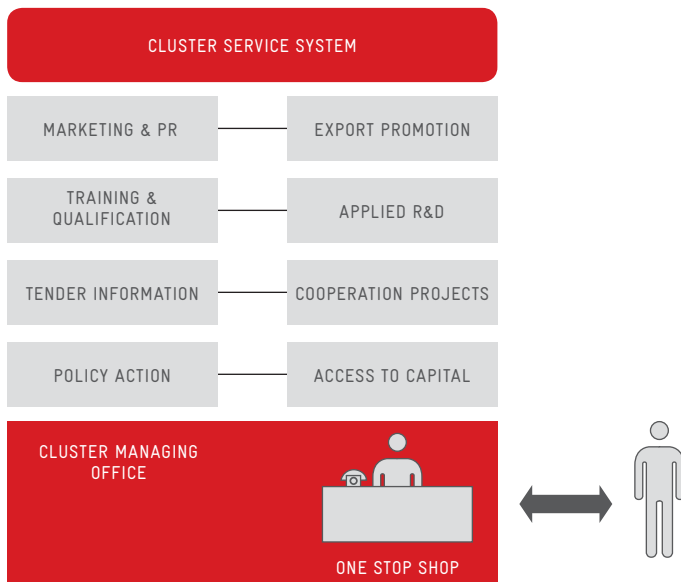 CLUSTER SERVICE SYSTEM
MARKETING & PR
EXPORT PROMOTION
TRAINING &
QUALIFICATION
APPLIED R&D
TENDER INFORMATION
COOPERATION PROJECTS
POLICY ACTION
ACCESS TO CAPITAL
CLUSTER MANAGING
OFFICE
ONE STOP SHOP